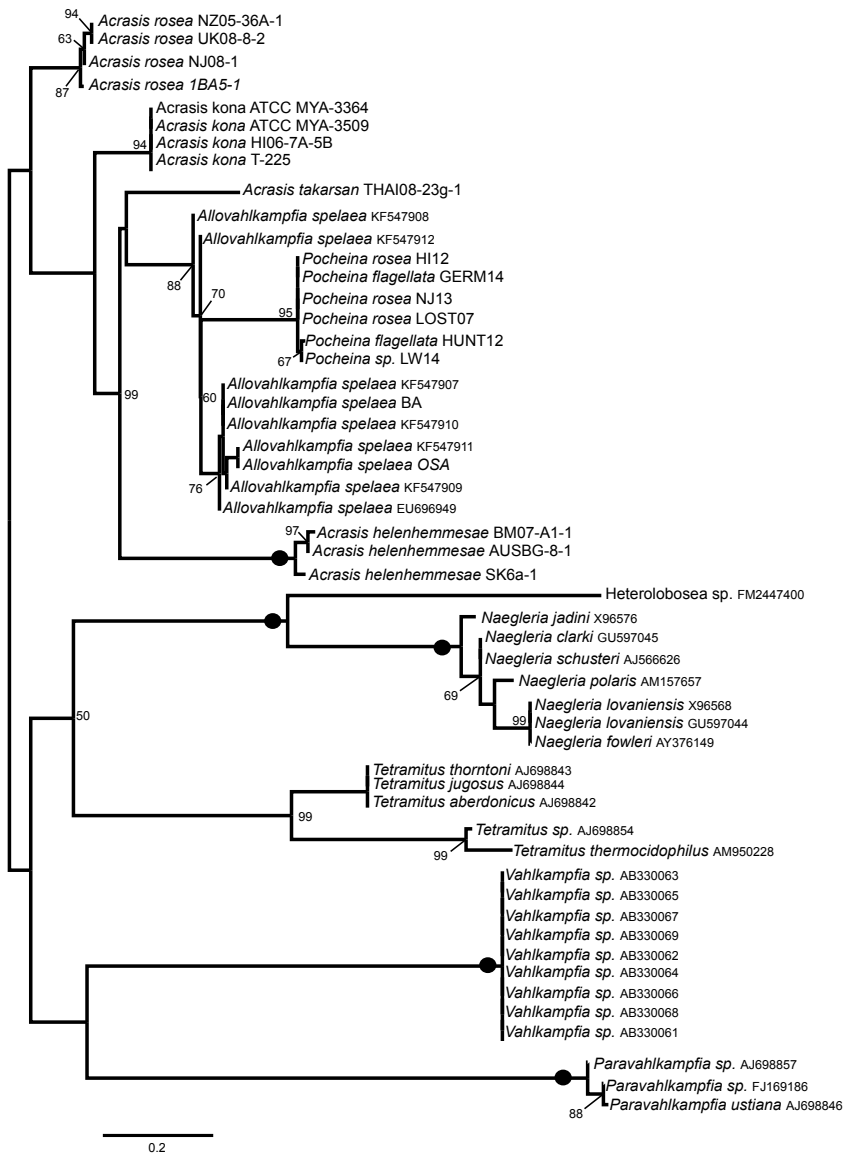 94
Acrasis rosea NZ05-36A-1
Acrasis rosea UK08-8-2
63
Acrasis rosea NJ08-1
Acrasis rosea 1BA5-1
87
Acrasis kona ATCC MYA-3364
Acrasis kona ATCC MYA-3509
Acrasis kona HI06-7A-5B
94
Acrasis kona T-225
Acrasis takarsan THAI08-23g-1
Allovahlkampfia spelaea KF547908
Allovahlkampfia spelaea KF547912
Pocheina rosea HI12
Pocheina flagellata GERM14
88
70
Pocheina rosea NJ13
95
Pocheina rosea LOST07
Pocheina flagellata HUNT12
67
Pocheina sp. LW14
Allovahlkampfia spelaea KF547907
99
60
Allovahlkampfia spelaea BA
Allovahlkampfia spelaea KF547910
Allovahlkampfia spelaea KF547911
Allovahlkampfia spelaea OSA
76
Allovahlkampfia spelaea KF547909
Allovahlkampfia spelaea EU696949
97
Acrasis helenhemmesae BM07-A1-1
Acrasis helenhemmesae AUSBG-8-1
Acrasis helenhemmesae SK6a-1
Heterolobosea sp. FM2447400
Naegleria jadini X96576
Naegleria clarki GU597045
Naegleria schusteri AJ566626
69
Naegleria polaris AM157657
Naegleria lovaniensis X96568
50
99
Naegleria lovaniensis GU597044
Naegleria fowleri AY376149
Tetramitus thorntoni AJ698843
Tetramitus jugosus AJ698844
Tetramitus aberdonicus AJ698842
99
Tetramitus sp. AJ698854
99
Tetramitus thermocidophilus AM950228
Vahlkampfia sp. AB330063
Vahlkampfia sp. AB330065
Vahlkampfia sp. AB330067
Vahlkampfia sp. AB330069
Vahlkampfia sp. AB330062
Vahlkampfia sp. AB330064
Vahlkampfia sp. AB330066
Vahlkampfia sp. AB330068
Vahlkampfia sp. AB330061
Paravahlkampfia sp. AJ698857
Paravahlkampfia sp. FJ169186
88
Paravahlkampfia ustiana AJ698846
0.2